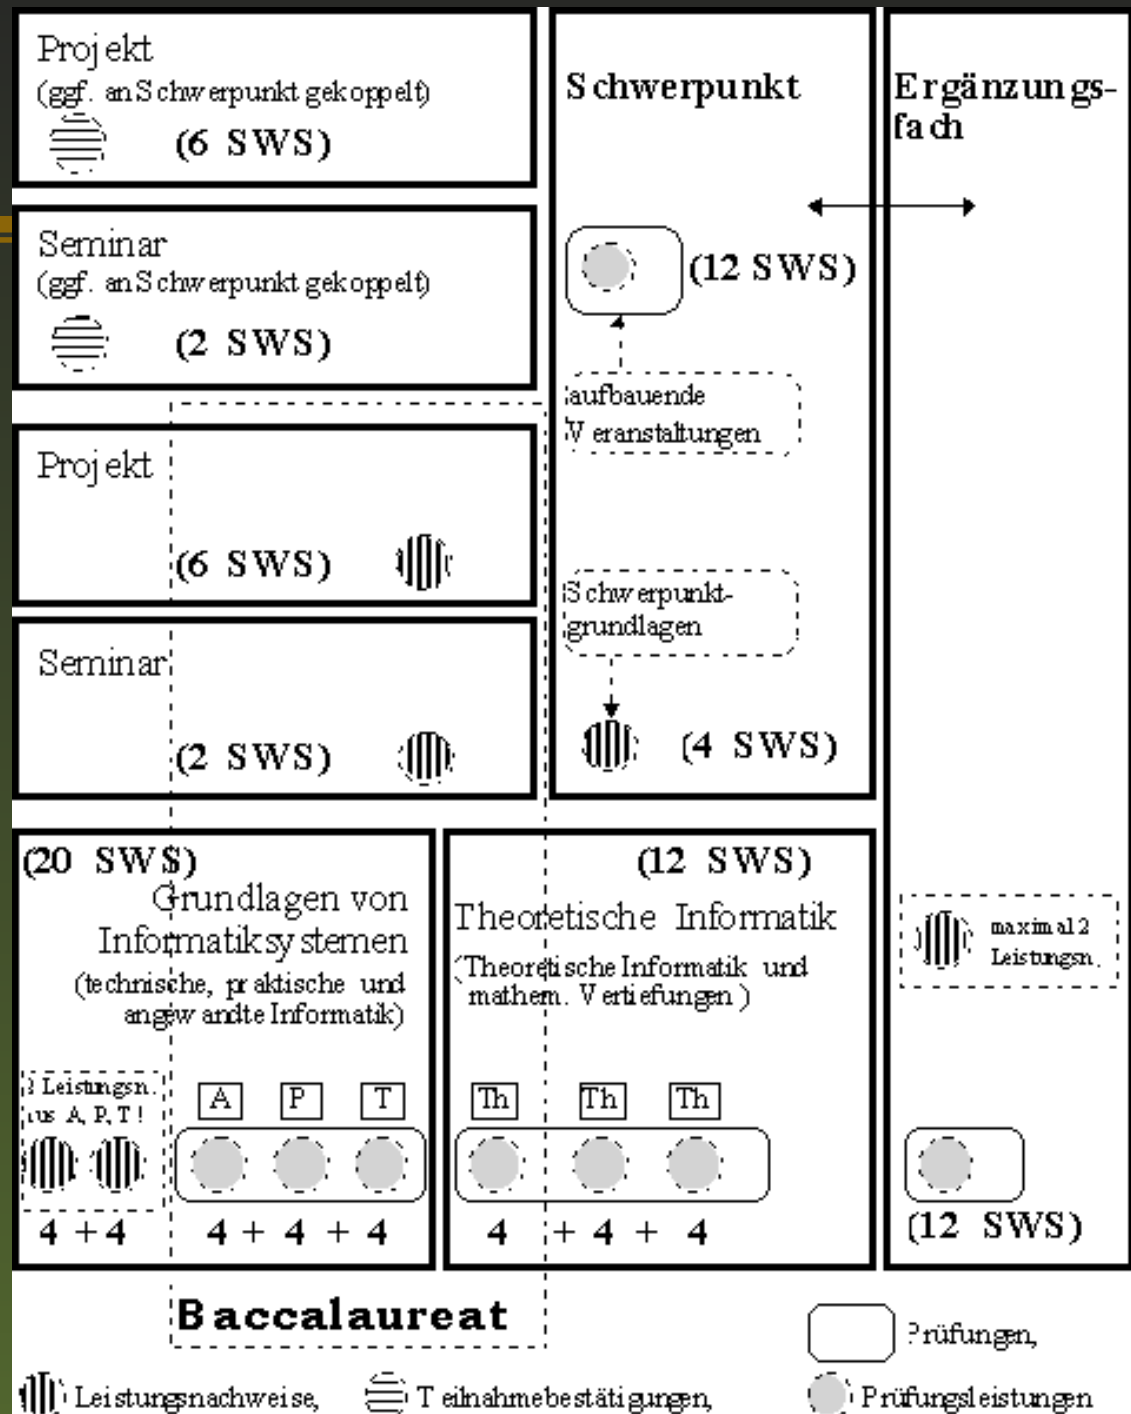 Projekt
(ggf. an Schwerpunkt gekoppelt)
(6 SWS)
Seminar
(ggf. an Schwerpunkt gekoppelt)
(2 SWS)
Projekt
(6 SWS)
Seminar
(2 SWS)
Schwerpunkt
(12 SWS)
aufbauende
Veranstaltungen
Schwerpunkt-
grundlagen
(4 SWS)
Ergänzungs-
fach
maximal 2
Leistungsn.
(12 SWS)
(20 SWS)
Grundlagen von
Informatiksystemen
(technische, praktische und
angewandte Informatik)
Leistungsn.
A, P, T!
A P T
4 + 4
4 + 4 + 4
(12 SWS)
Theoretische Informatik
(Theoretische Informatik und
mathem. Vertiefungen)
Th Th Th
4 + 4 + 4
Baccalaureat
Prüfungen,
Leistungsnachweise,
Teilnahmebestätigungen,
Prüfungsleistungen